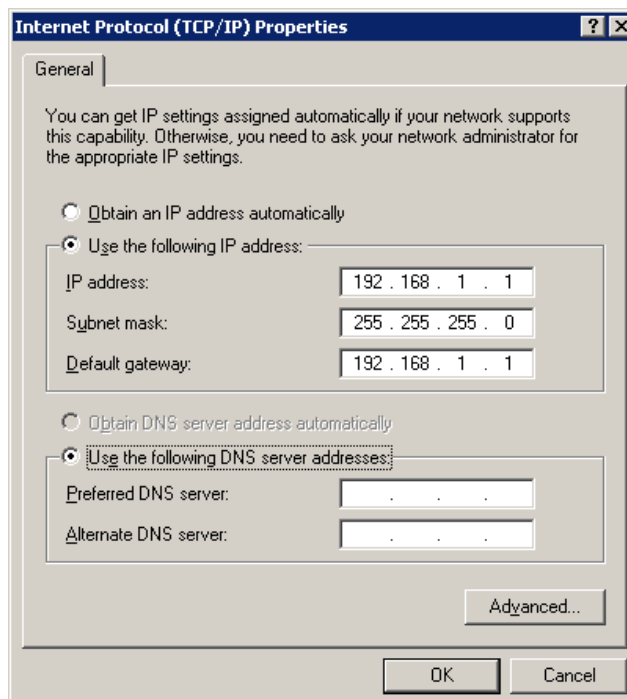 Internet Protocol (TCP/IP) Properties
General
You can get IP settings assigned automatically if your network supports
this capability. Otherwise, you need to ask your network administrator for
the appropriate IP settings.
Obtain an IP address automatically
Use the following IP address:
IP address: 192 . 168 . 1 . 1
Subnet mask: 255 . 255 . 255 . 0
Default gateway: 192 . 168 . 1 . 1
Obtain DNS server address automatically
Use the following DNS server addresses:
Preferred DNS server: . . .
Alternate DNS server: . . .
Advanced...
OK Cancel